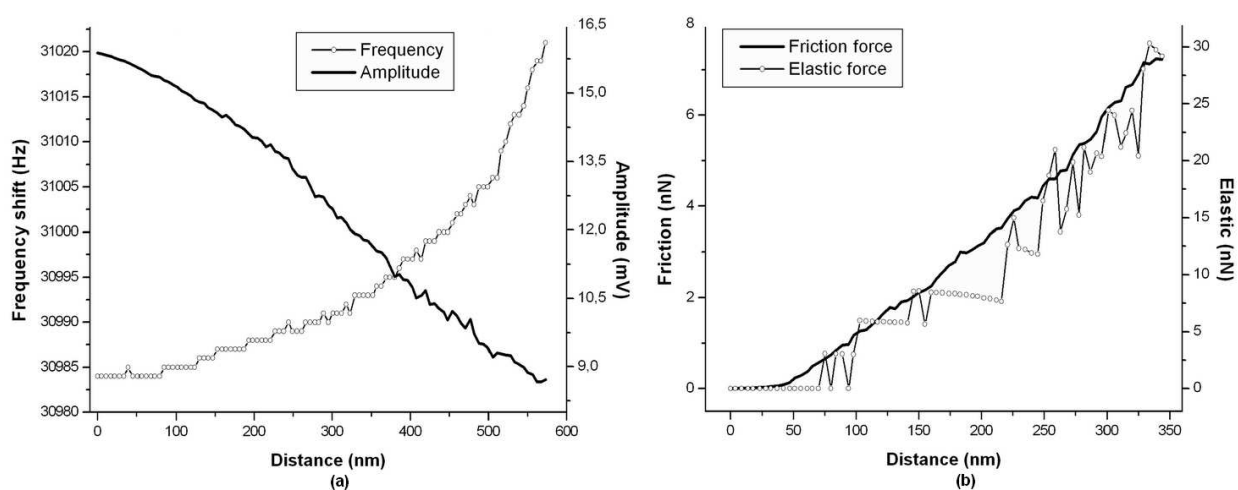 31020
31015
31010
31005
31000
30995
30990
30985
30980
Frequency shift (Hz)
Frequency
Amplitude
16,5
15,0
13,5
12,0
10,5
9,0
Amplitude (mV)
0 100 200 300 400 500 600
Distance (nm)
(a)
8
6
4
2
0
Friction (nN)
Friction force
Elastic force
30
25
20
15
10
5
0
Elastic (nN)
0 50 100 150 200 250 300 350
Distance (nm)
(b)